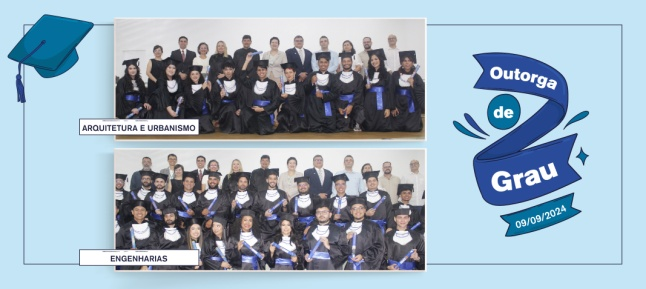 ARQUITETURA E URBANISMO
ENGENHARIAS
Outorga
de
Grau
09/09/2024